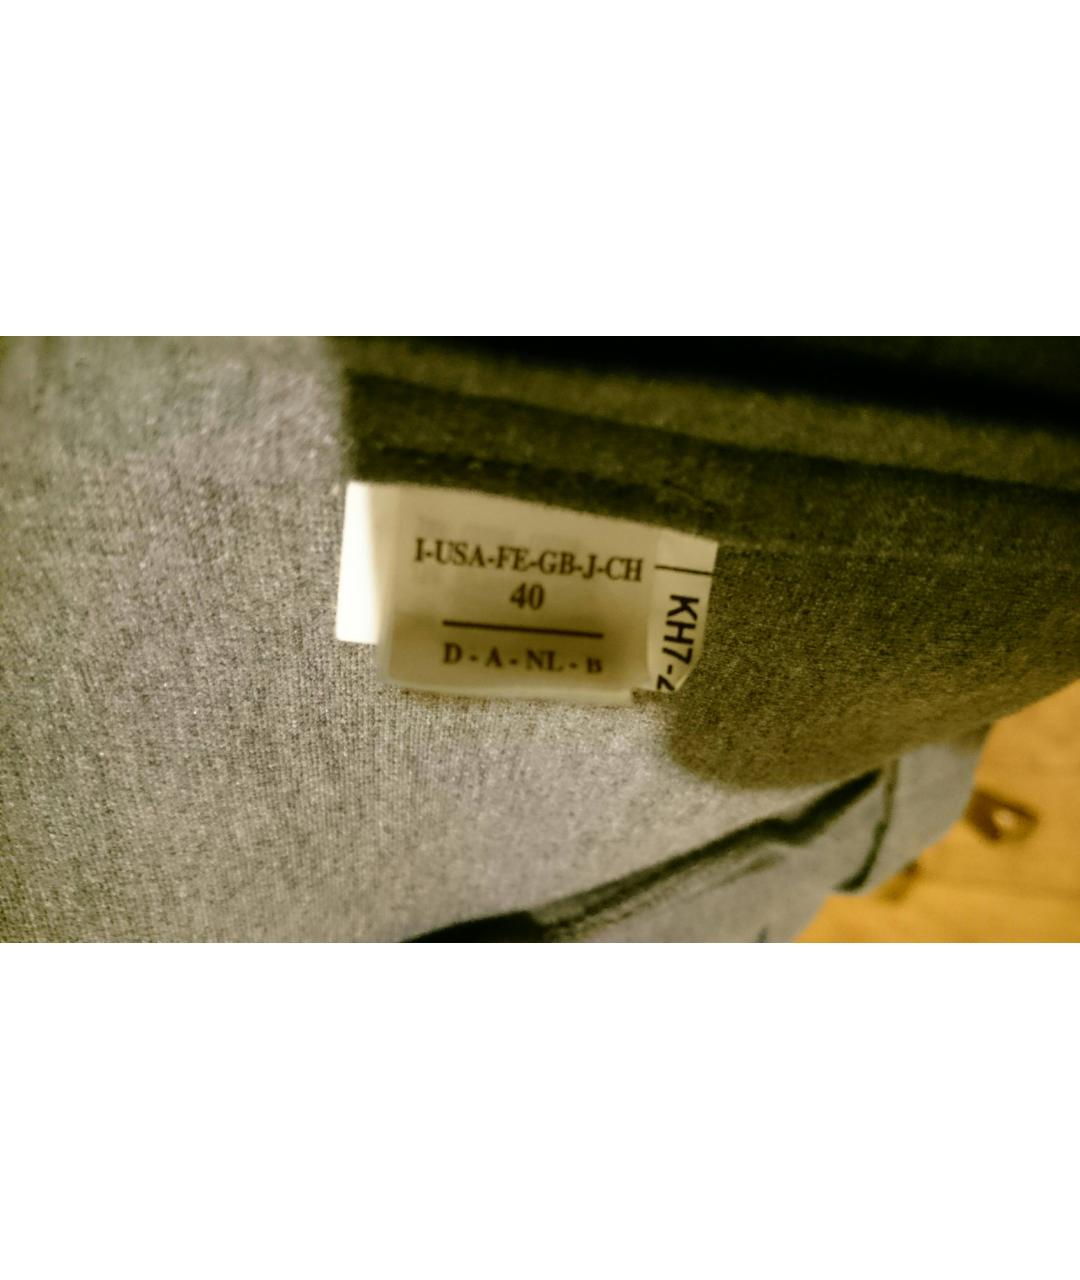 I-USA-FE-GB-J-CH
40
D - A - NL - B
KH7-